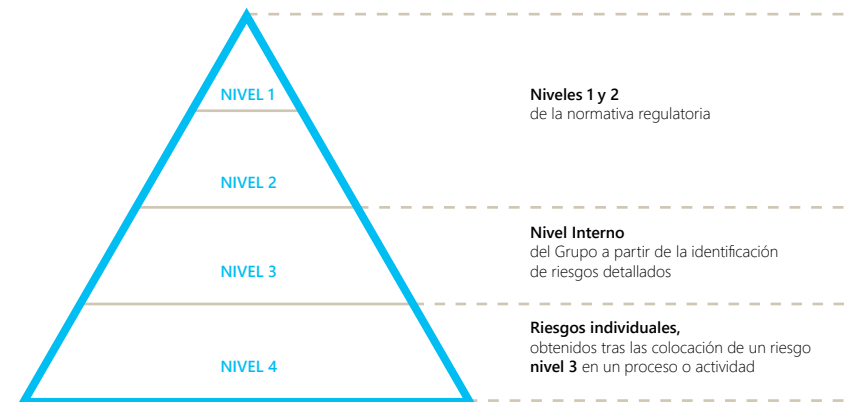 NIVEL 1
Niveles 1 y 2
de la normativa regulatoria
NIVEL 2
Nivel Interno
del Grupo a partir de la identificación
de riesgos detallados
NIVEL 3
Riesgos individuales,
obtenidos tras las colocación de un riesgo
nivel 3 en un proceso o actividad
NIVEL 4